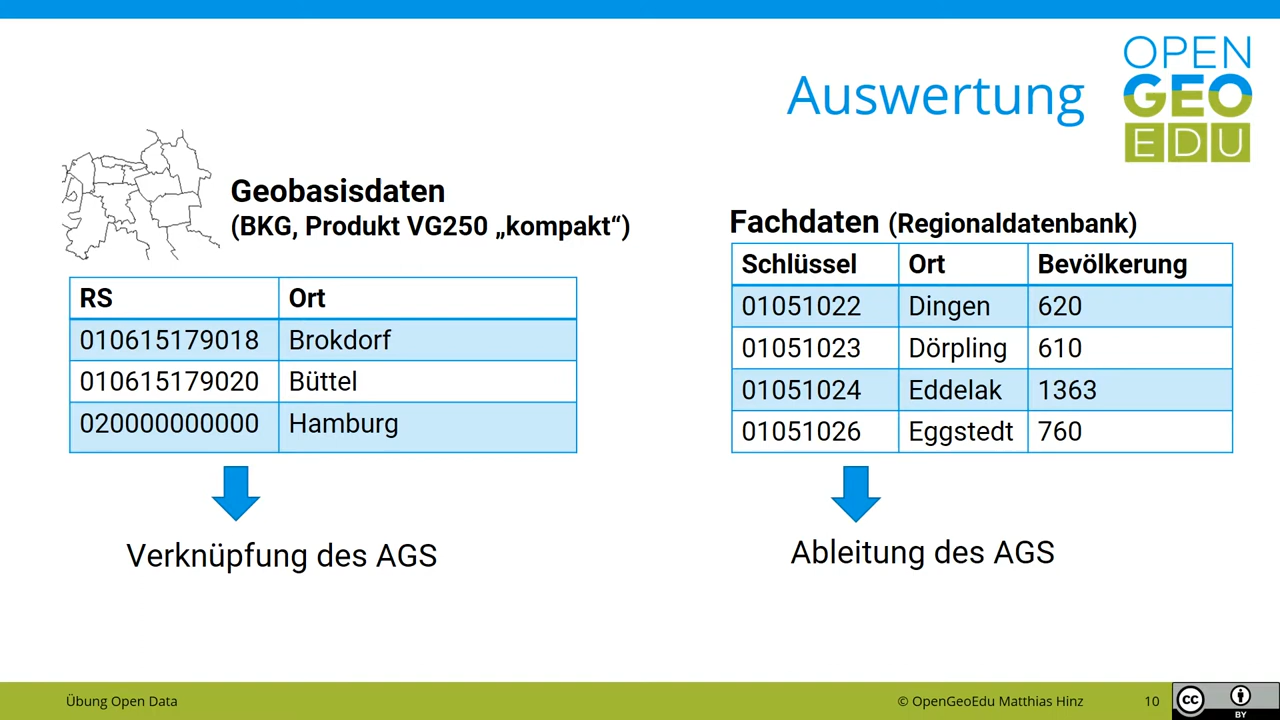 OPEN
GEO
EDU
Auswertung
Geobasisdaten
(BKG, Produkt VG250 „kompakt“)
RS Ort
010615179018 Brokdorf
010615179020 Büttel
020000000000 Hamburg
Verknüpfung des AGS
Fachdaten (Regionaldatenbank)
Schlüssel Ort Bevölkerung
01051022 Dingen 620
01051023 Dörpling 610
01051024 Eddelak 1363
01051026 Eggstedt 760
Ableitung des AGS
Übung Open Data
© OpenGeoEdu Matthias Hinz
10
cc
BY